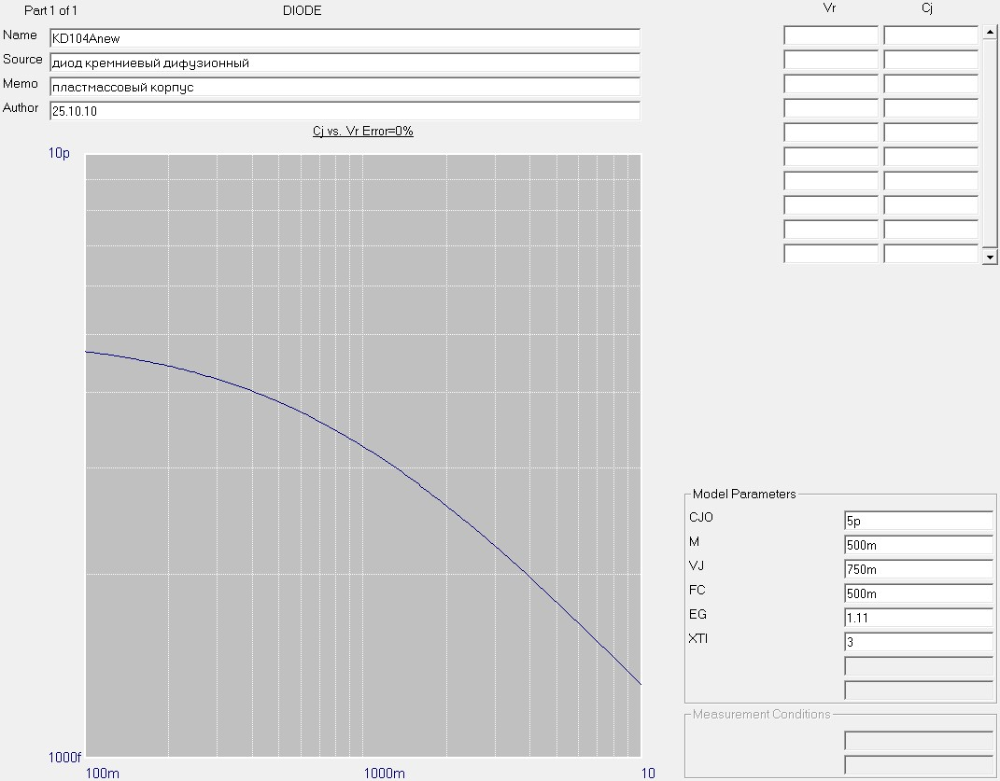 Part 1 of 1 DIODE Vr Cj
Name KD104Anew
Source диод кремниевый дифузионный
Memo пластмассовый корпус
Author 25.10.10
Cj vs. Vr Error=0%
10p
1000f
100m 1000m 10
Model Parameters
CJO 5p
M 500m
VJ 750m
FC 500m
EG 1.11
XTI 3
Measurement Conditions